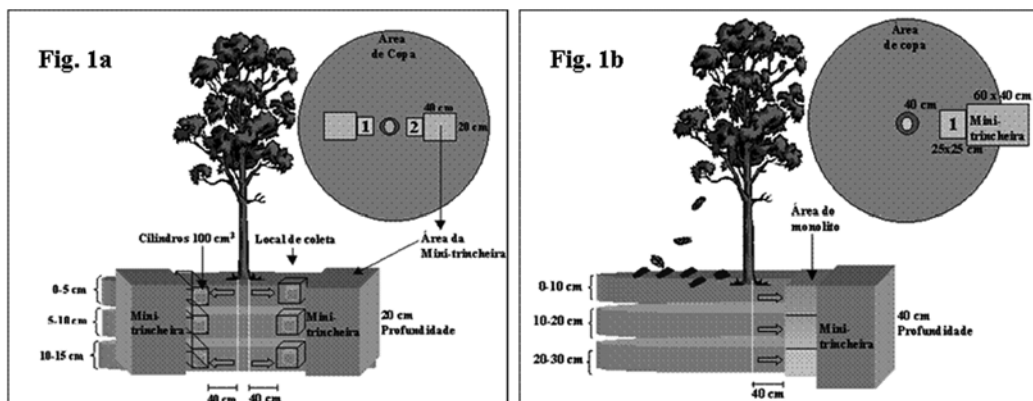 Fig. 1a
Área
de Copa
40 cm
1
2
20 cm
Cilindros 100 cm³
Local de coleta
Área da
Mini-trincheira
0-5 cm
5-10 cm
10-15 cm
Mini-
trincheira
Mini-
trincheira
20 cm
Profundidade
40 cm
40 cm
Fig. 1b
Área
de copa
60 x 40 cm
40 cm
1
Mini-
trincheira
25x25 cm
Área do
monolito
0-10 cm
10-20 cm
20-30 cm
Mini-
trincheira
40 cm
Profundidade
40 cm